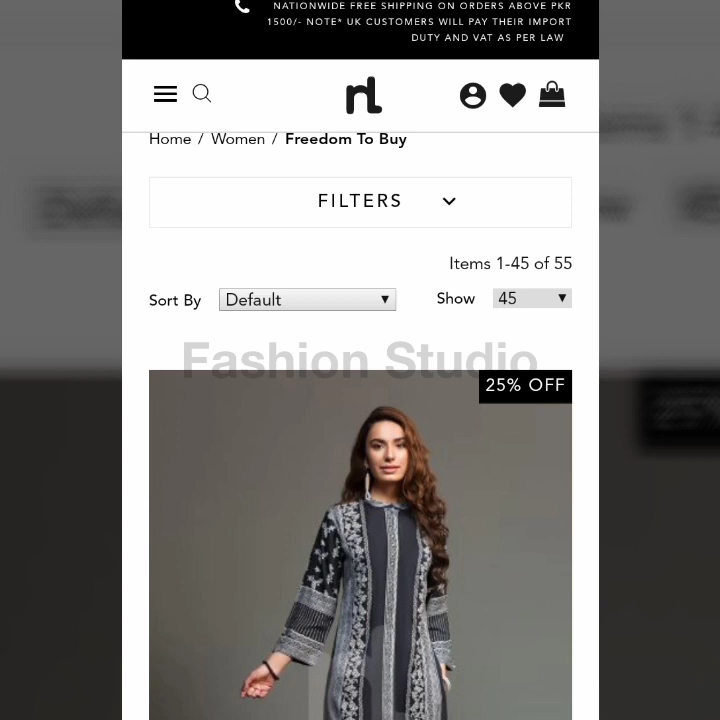 NATIONWIDE FREE SHIPPING ON ORDERS ABOVE PKR
1500/- NOTE* UK CUSTOMERS WILL PAY THEIR IMPORT
DUTY AND VAT AS PER LAW
nL
Home / Women / Freedom To Buy
FILTERS
Items 1-45 of 55
Sort By Default Show 45
Fashion Studio
25% OFF